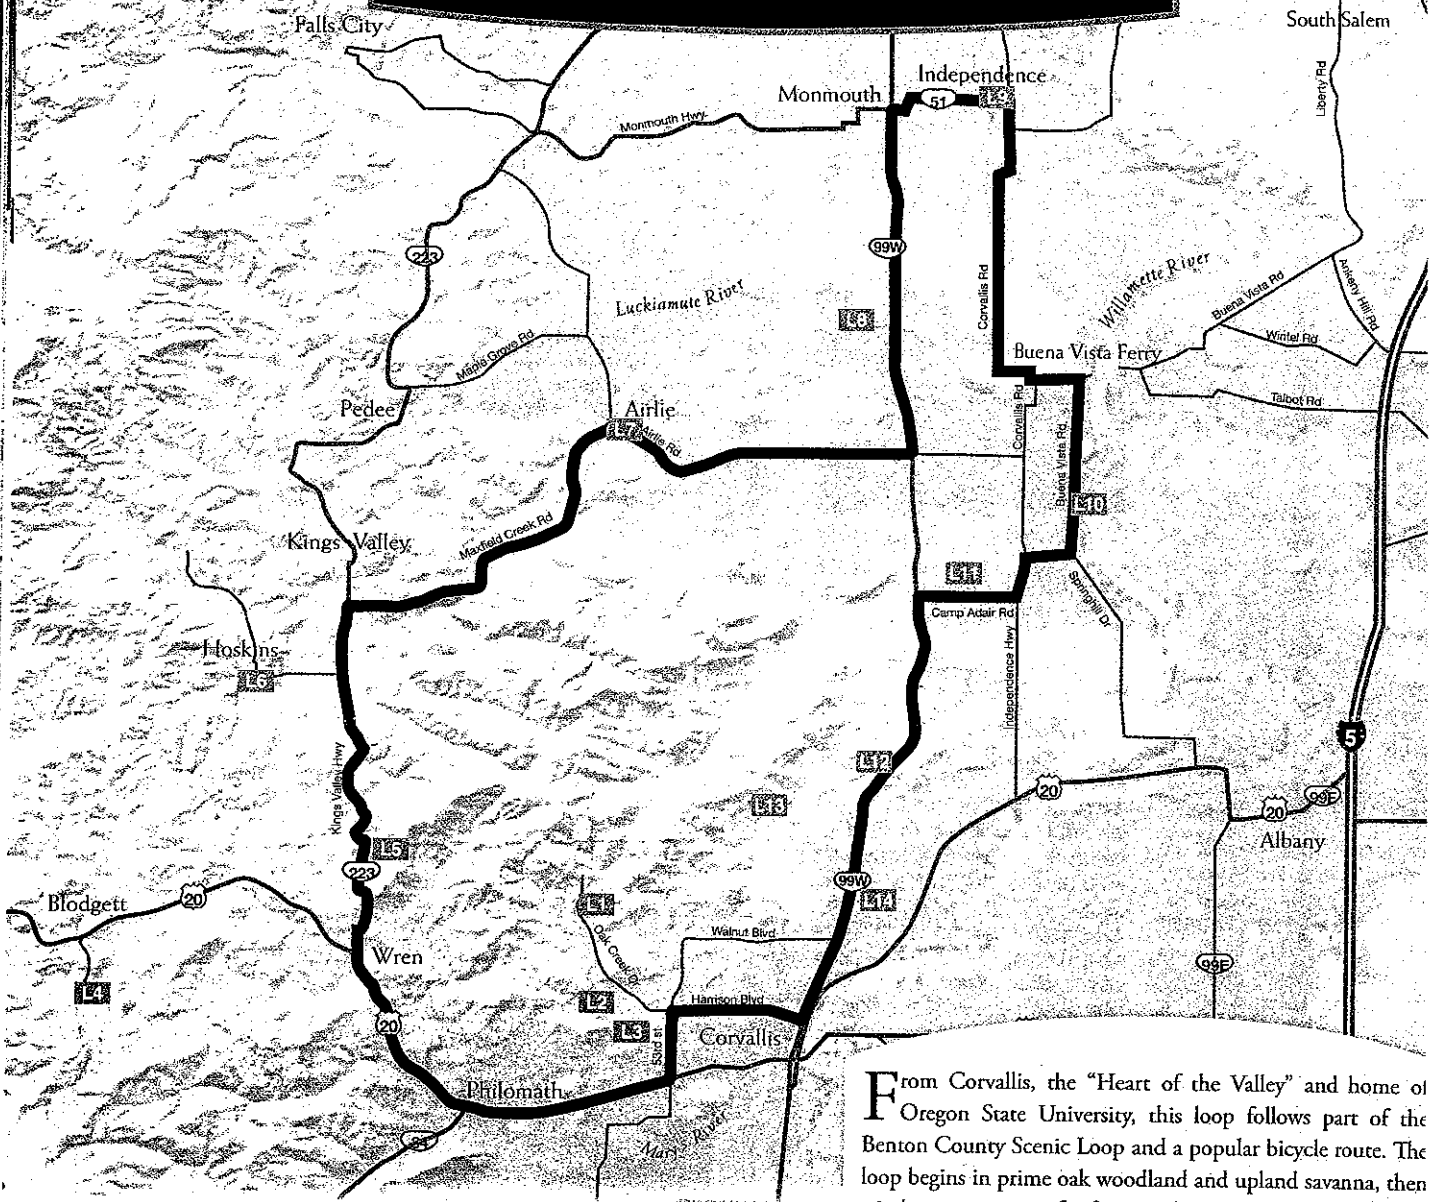 Falls City
South Salem
Independence
Monmouth
51
L9
Liberty Rd
Monmouth Hwy.
223
99W
Luckiamute River
Corvallis Rd
Willamette River
Buena Vista Rd
Ankeny Hill Rd
L8
Wintel Rd
Maple Grove Rd
Buena Vista Ferry
Talbot Rd
Pedee
Airlie
L7
Airlie Rd
Corvallis Rd
Buena Vista Rd
L10
Kings Valley
Maxfield Creek Rd
L11
Camp Adair Rd
Springhill Dr
Hoskins
L6
Independence Hwy
5
Kings Valley Hwy
L12
L13
20
20
99E
Albany
L5
223
99W
L14
Blodgett
20
L1
Oak Creek Dr
Walnut Blvd
Wren
99E
L4
L2
Harrison Blvd
20
L3
53rd St
Corvallis
Philomath
34
Mary's River
From Corvallis, the “Heart of the Valley” and home of
Oregon State University, this loop follows part of the
Benton County Scenic Loop and a popular bicycle route. The
loop begins in prime oak woodland and upland savanna, then